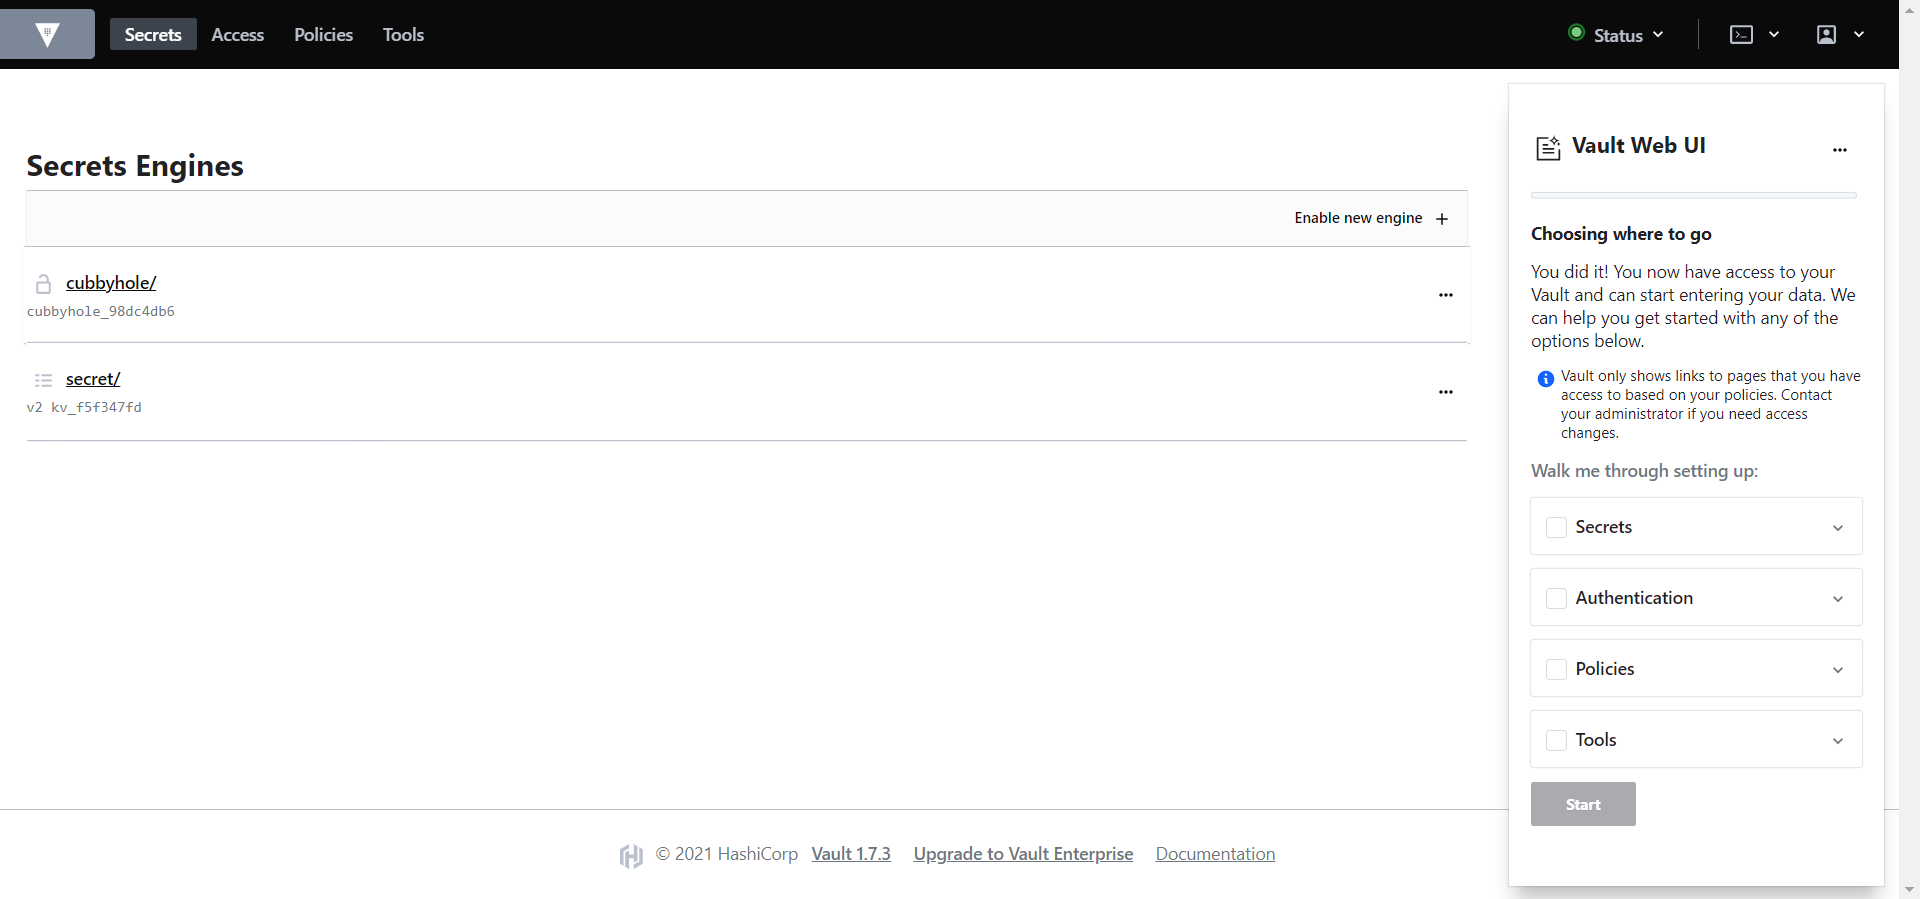 Secrets Access Policies Tools Status
Vault Web UI
Secrets Engines
Enable new engine
cubbyhole/
cubbyhole_98dc4db6
secret/
v2 kv_f5f347fd
Choosing where to go
You did it! You now have access to your
Vault and can start entering your data. We
can help you get started with any of the
options below.
Vault only shows links to pages that you have
access to based on your policies. Contact
your administrator if you need access
changes.
Walk me through setting up:
Secrets
Authentication
Policies
Tools
Start
© 2021 HashiCorp Vault 1.7.3 Upgrade to Vault Enterprise Documentation